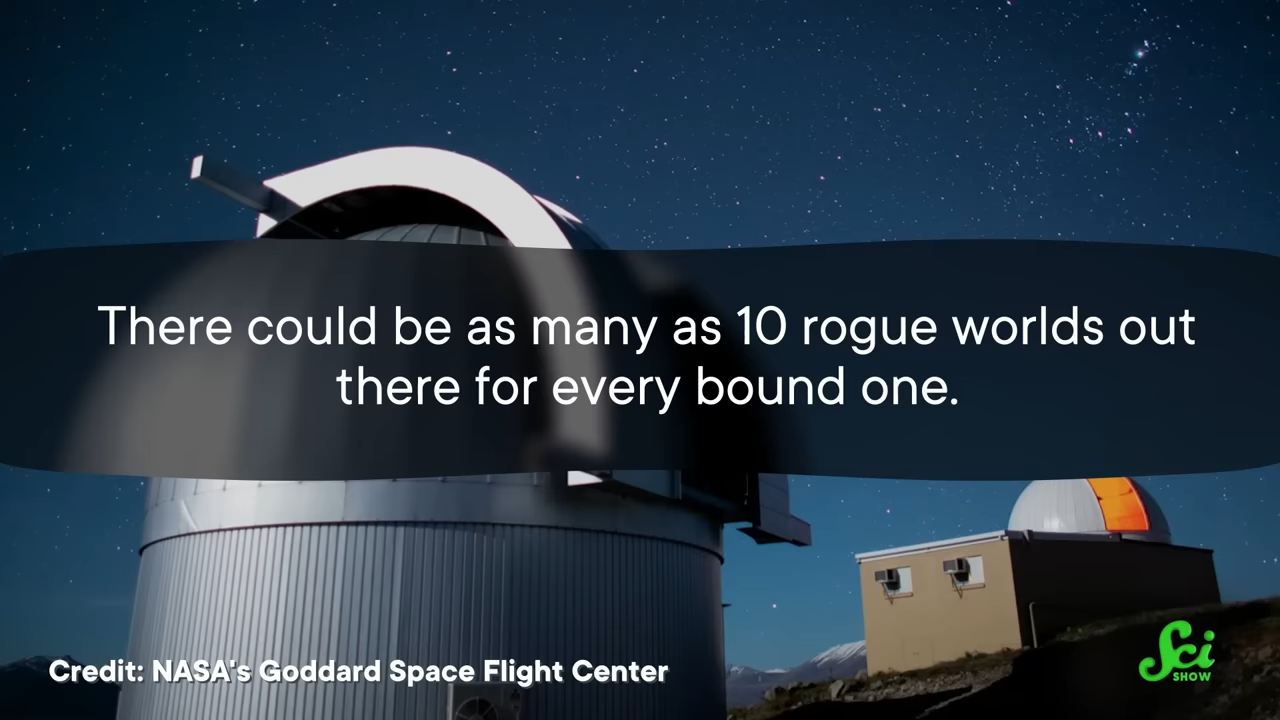 There could be as many as 10 rogue worlds out
there for every bound one.
Credit: NASA's Goddard Space Flight Center
Sci
SHOW